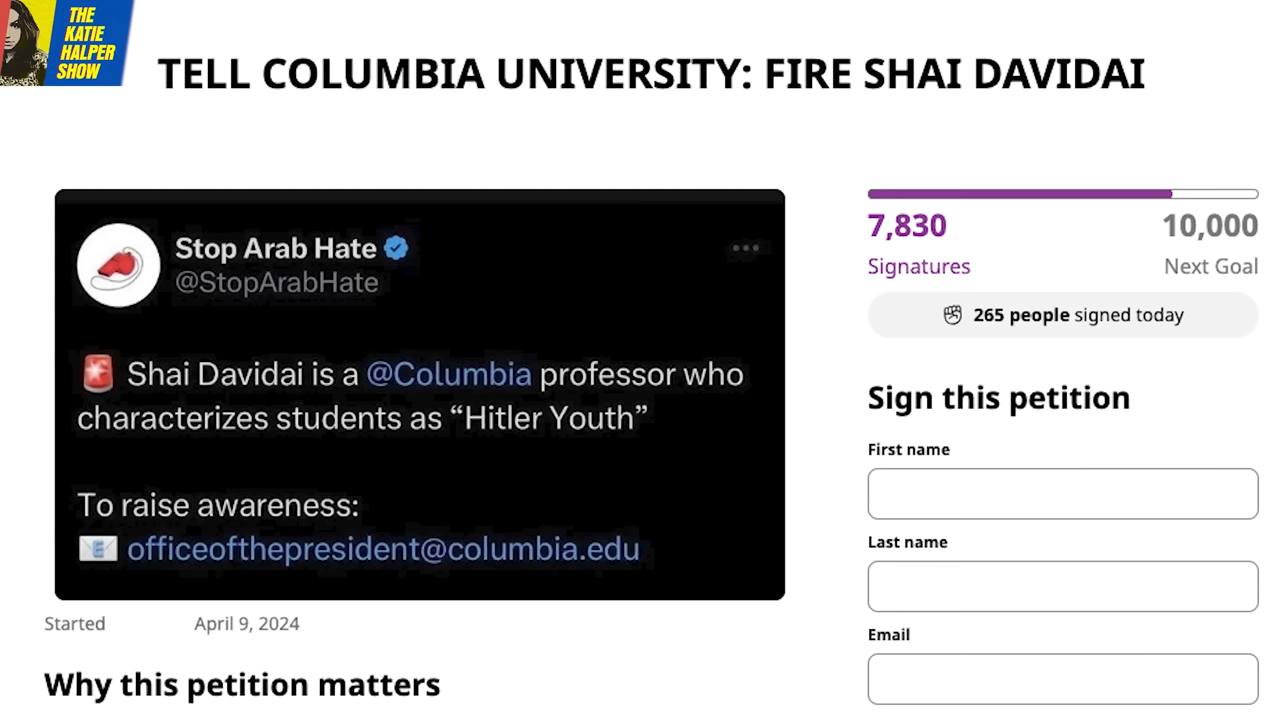 THE
KATIE
HALPER
SHOW
TELL COLUMBIA UNIVERSITY: FIRE SHAI DAVIDAI
Stop Arab Hate
@StopArabHate
🚨 Shai Davidai is a @Columbia professor who
characterizes students as “Hitler Youth”
To raise awareness:
📧 officeofthepresident@columbia.edu
Started April 9, 2024
Why this petition matters
7,830 10,000
Signatures Next Goal
265 people signed today
Sign this petition
First name
Last name
Email